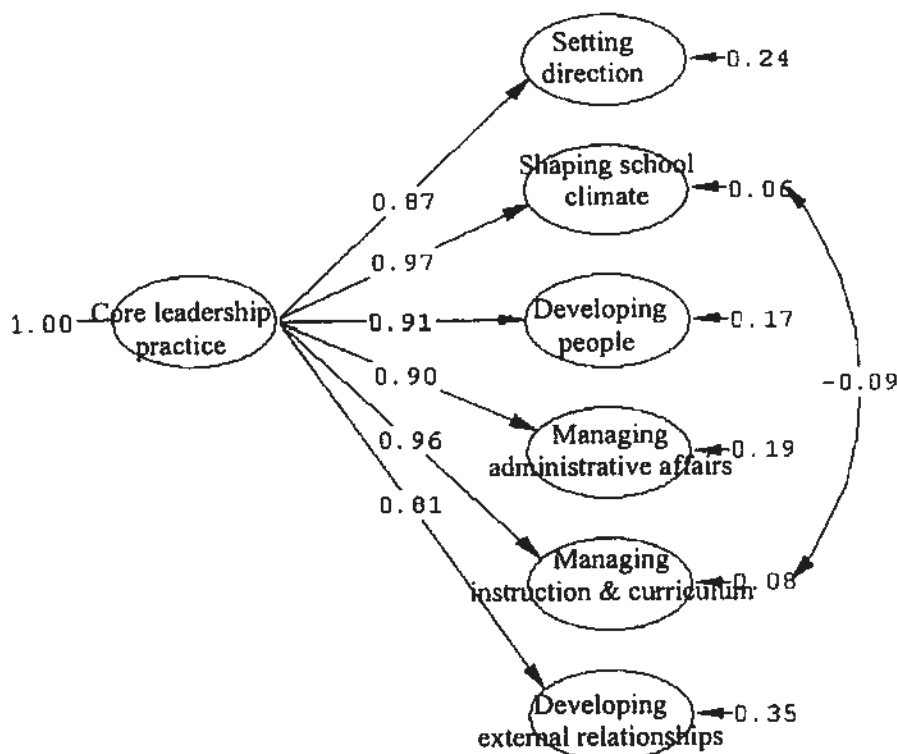 Setting
direction
0.24
Shaping school
climate
0.06
0.87
0.97
1.00
Core leadership
practice
0.91
Developing
people
0.17
-0.09
0.90
Managing
administrative affairs
0.19
0.96
0.81
Managing
instruction & curriculum
0.08
Developing
external relationships
0.35